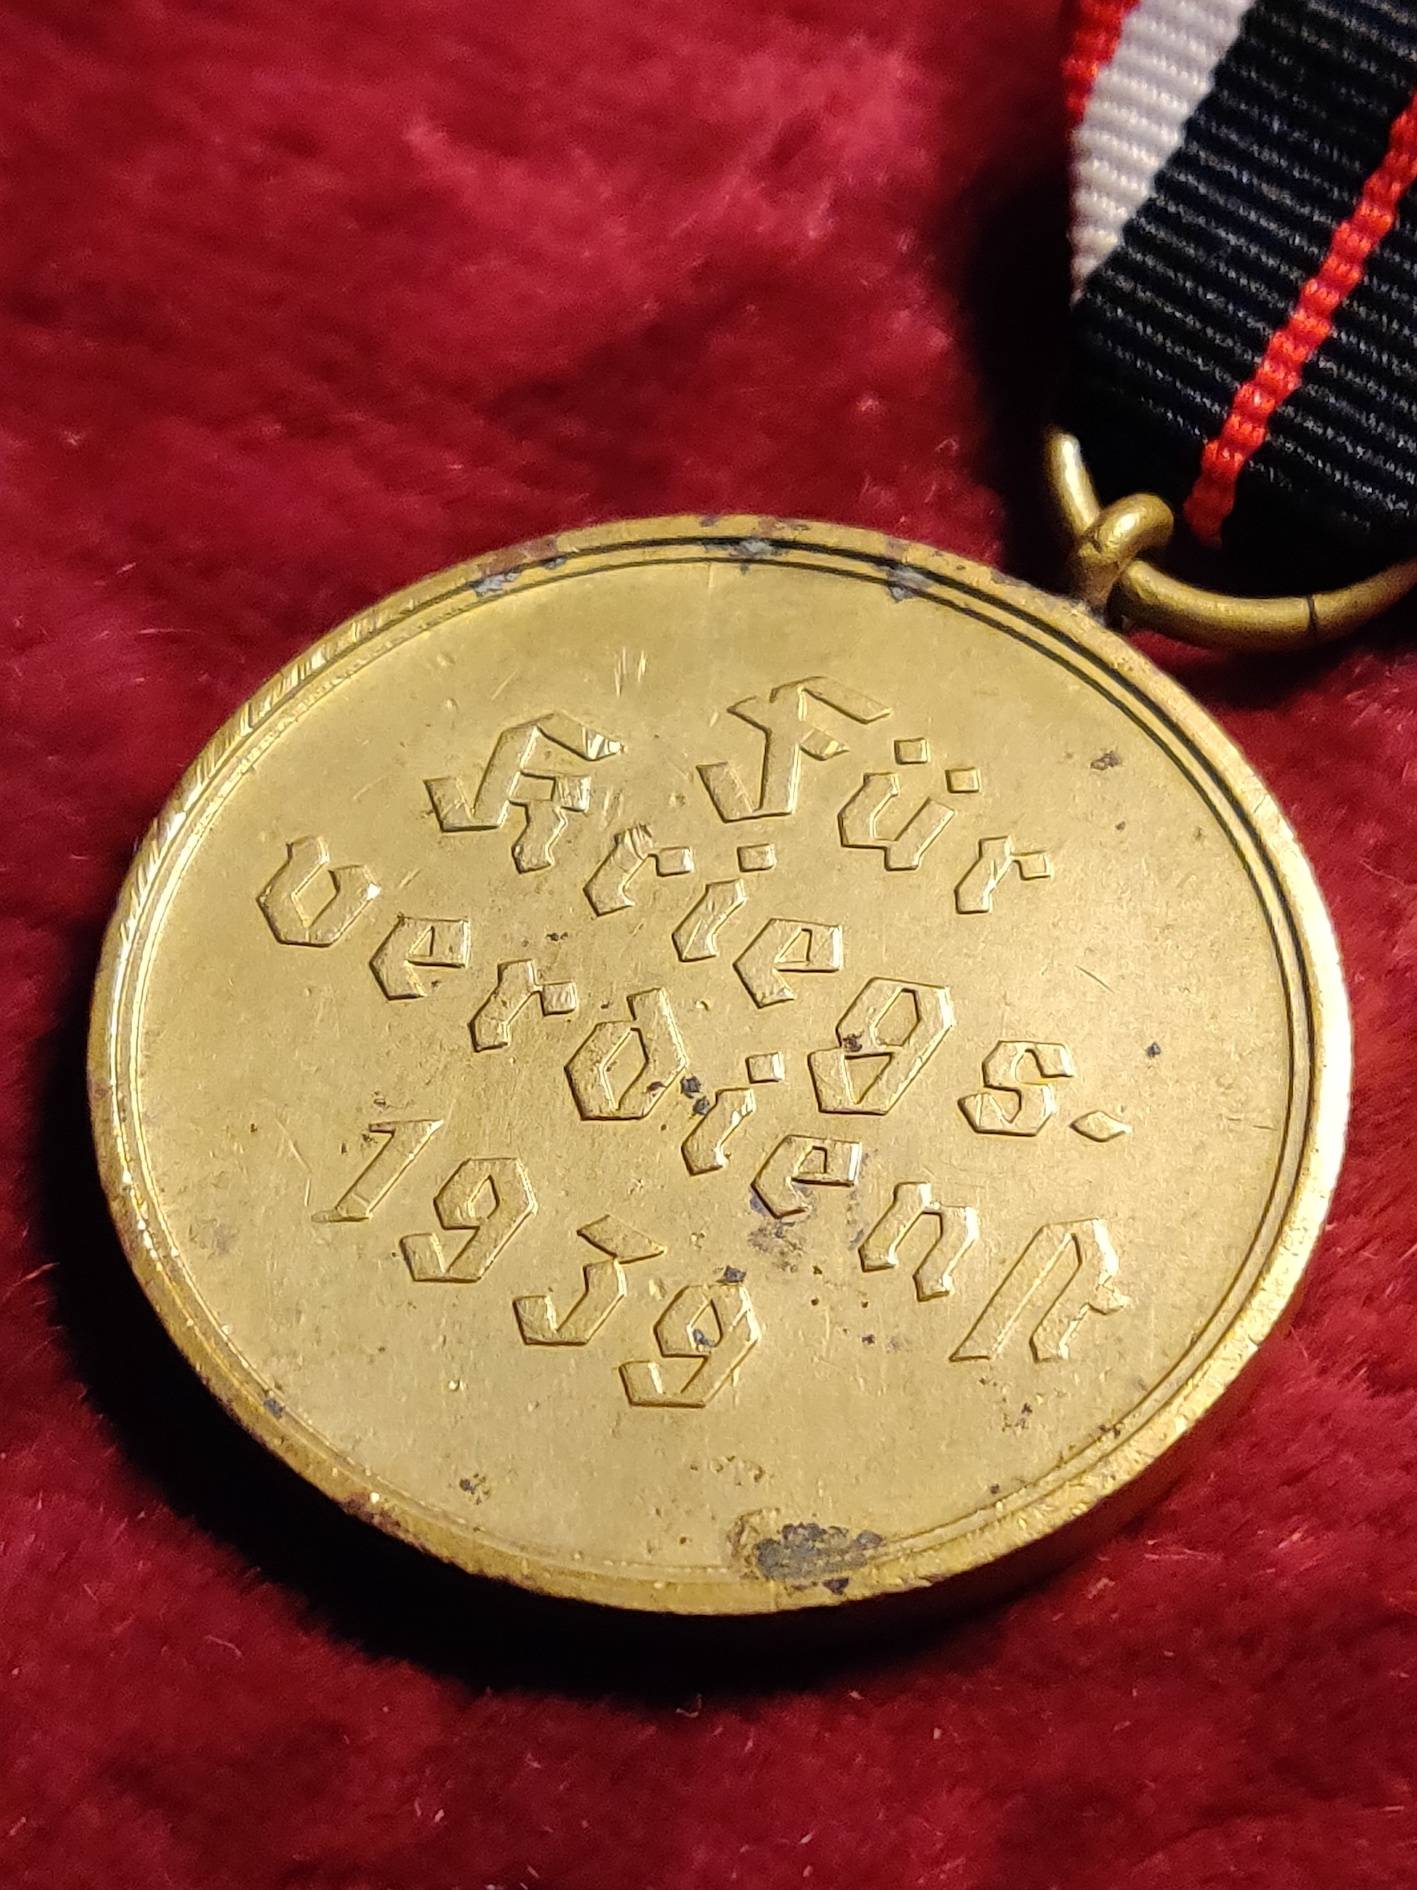 Für
Kriegs.
verdienst
1939